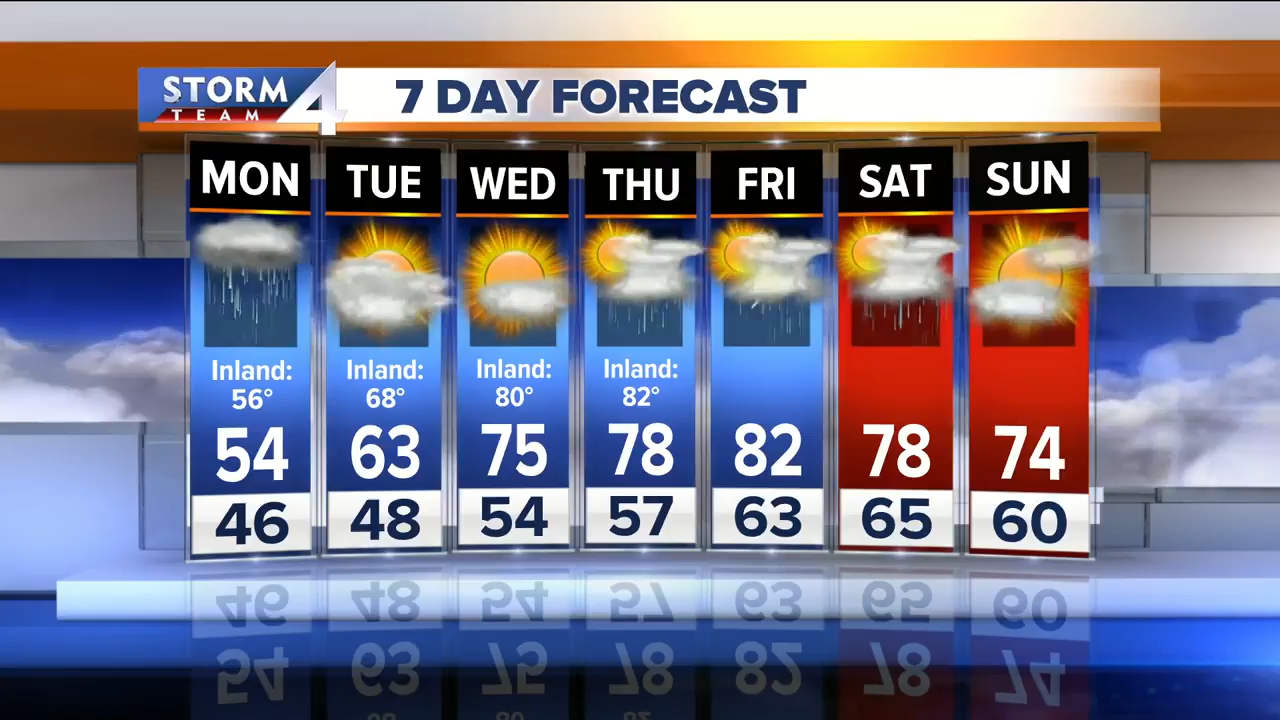 STORM
TEAM 4
7 DAY FORECAST
MON TUE WED THU FRI SAT SUN
Inland: Inland: Inland: Inland:
56° 68° 80° 82°
54 63 75 78 82 78 74
46 48 54 57 63 65 60